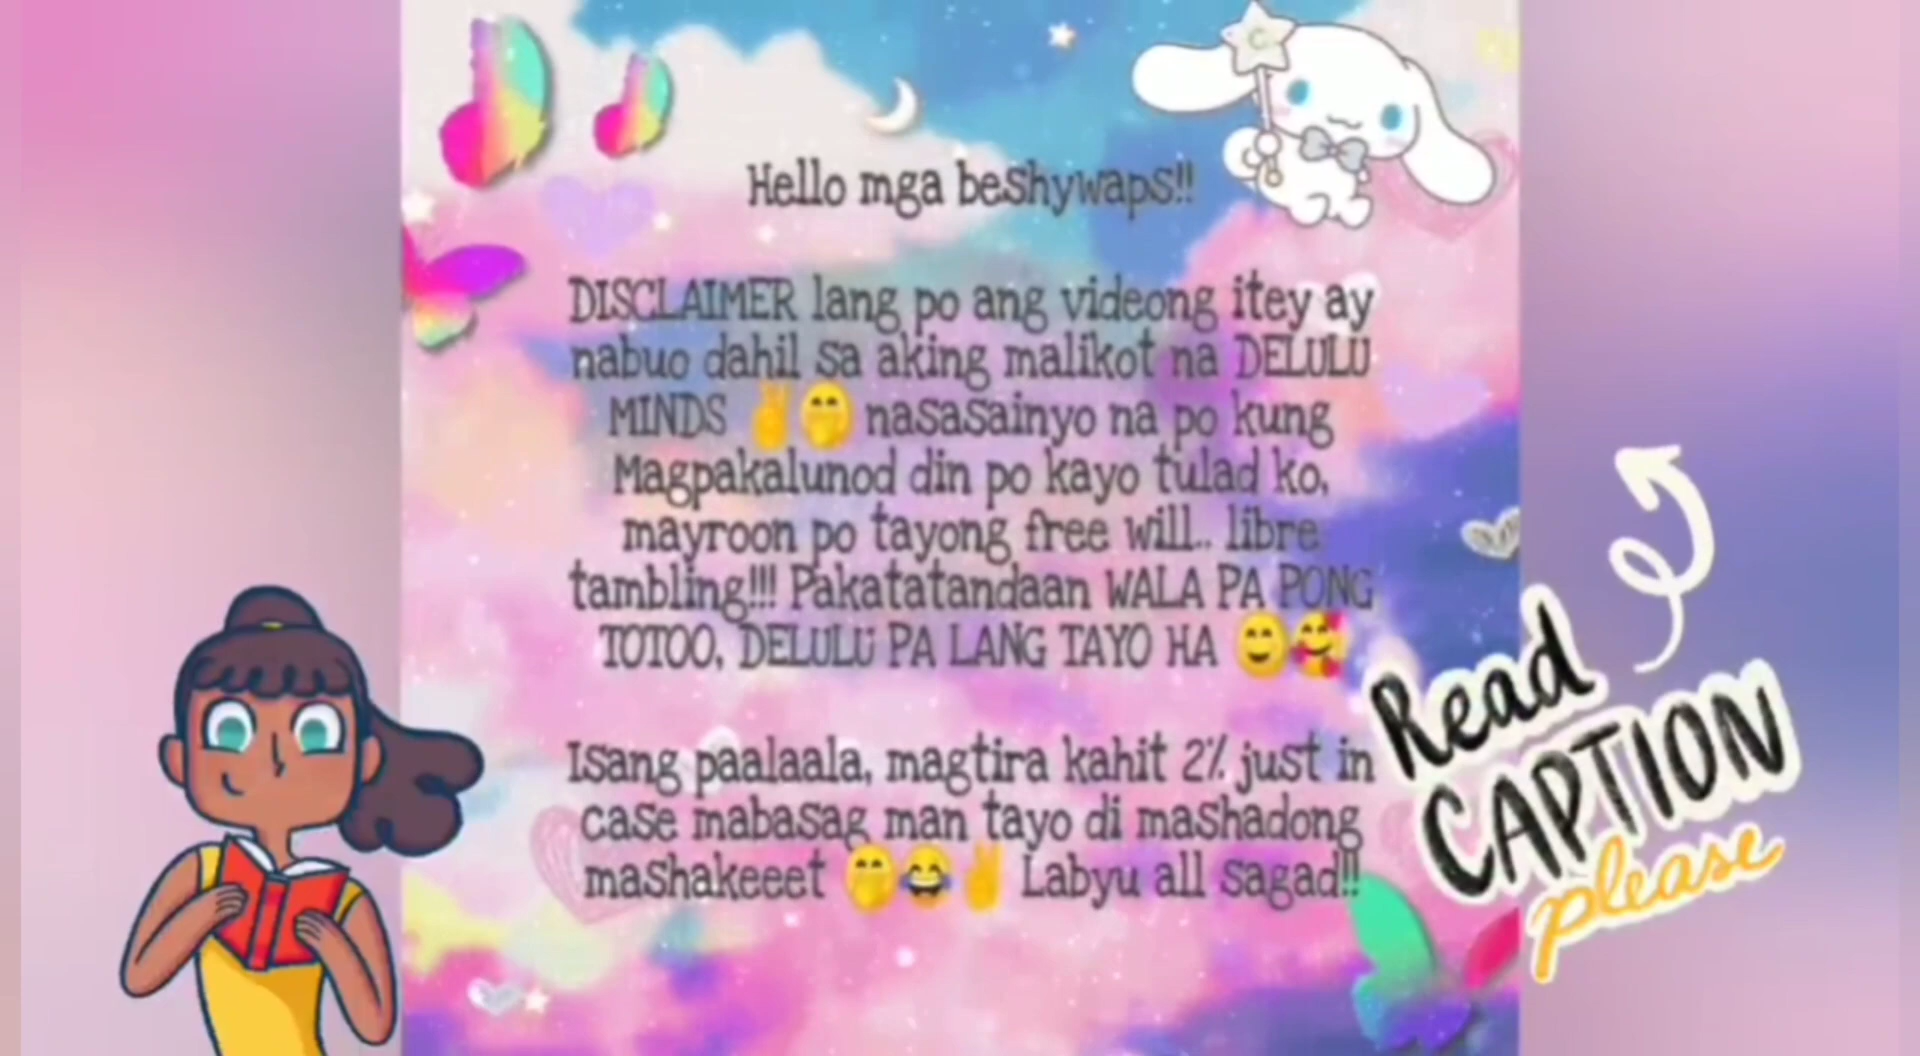 Hello mga beshywaps!!
DISCLAIMER lang po ang videong itey ay
nabuo dahil sa aking malikot na DELULU
MINDS ✌️🤭 nasasainyo na po kung
Magpakalunod din po kayo tulad ko,
mayroon po tayong free will.. libre
tambling!!! Pakatatandaan WALA PA PONG
TOTOO, DELULU PA LANG TAYO HA 😊🥰
Isang paalaala, magtira kahit 2% just in
case mabasag man tayo di mashadong
mashakeeet 🤭😂✌️ Labyu all sagad!!
Read
CAPTION
please
C